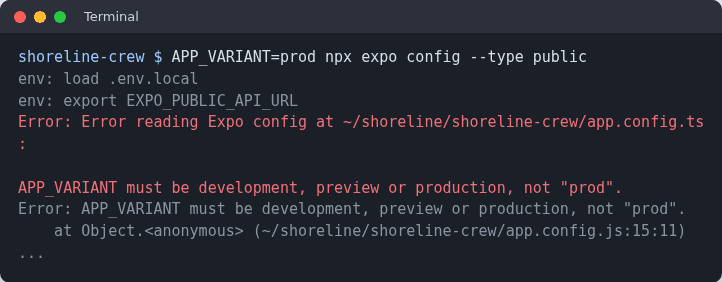 Terminal
shoreline-crew $ APP_VARIANT=prod npx expo config --type public
env: load .env.local
env: export EXPO_PUBLIC_API_URL
Error: Error reading Expo config at ~/shoreline/shoreline-crew/app.config.ts
:
APP_VARIANT must be development, preview or production, not "prod".
Error: APP_VARIANT must be development, preview or production, not "prod".
    at Object.<anonymous> (~/shoreline/shoreline-crew/app.config.js:15:11)
...